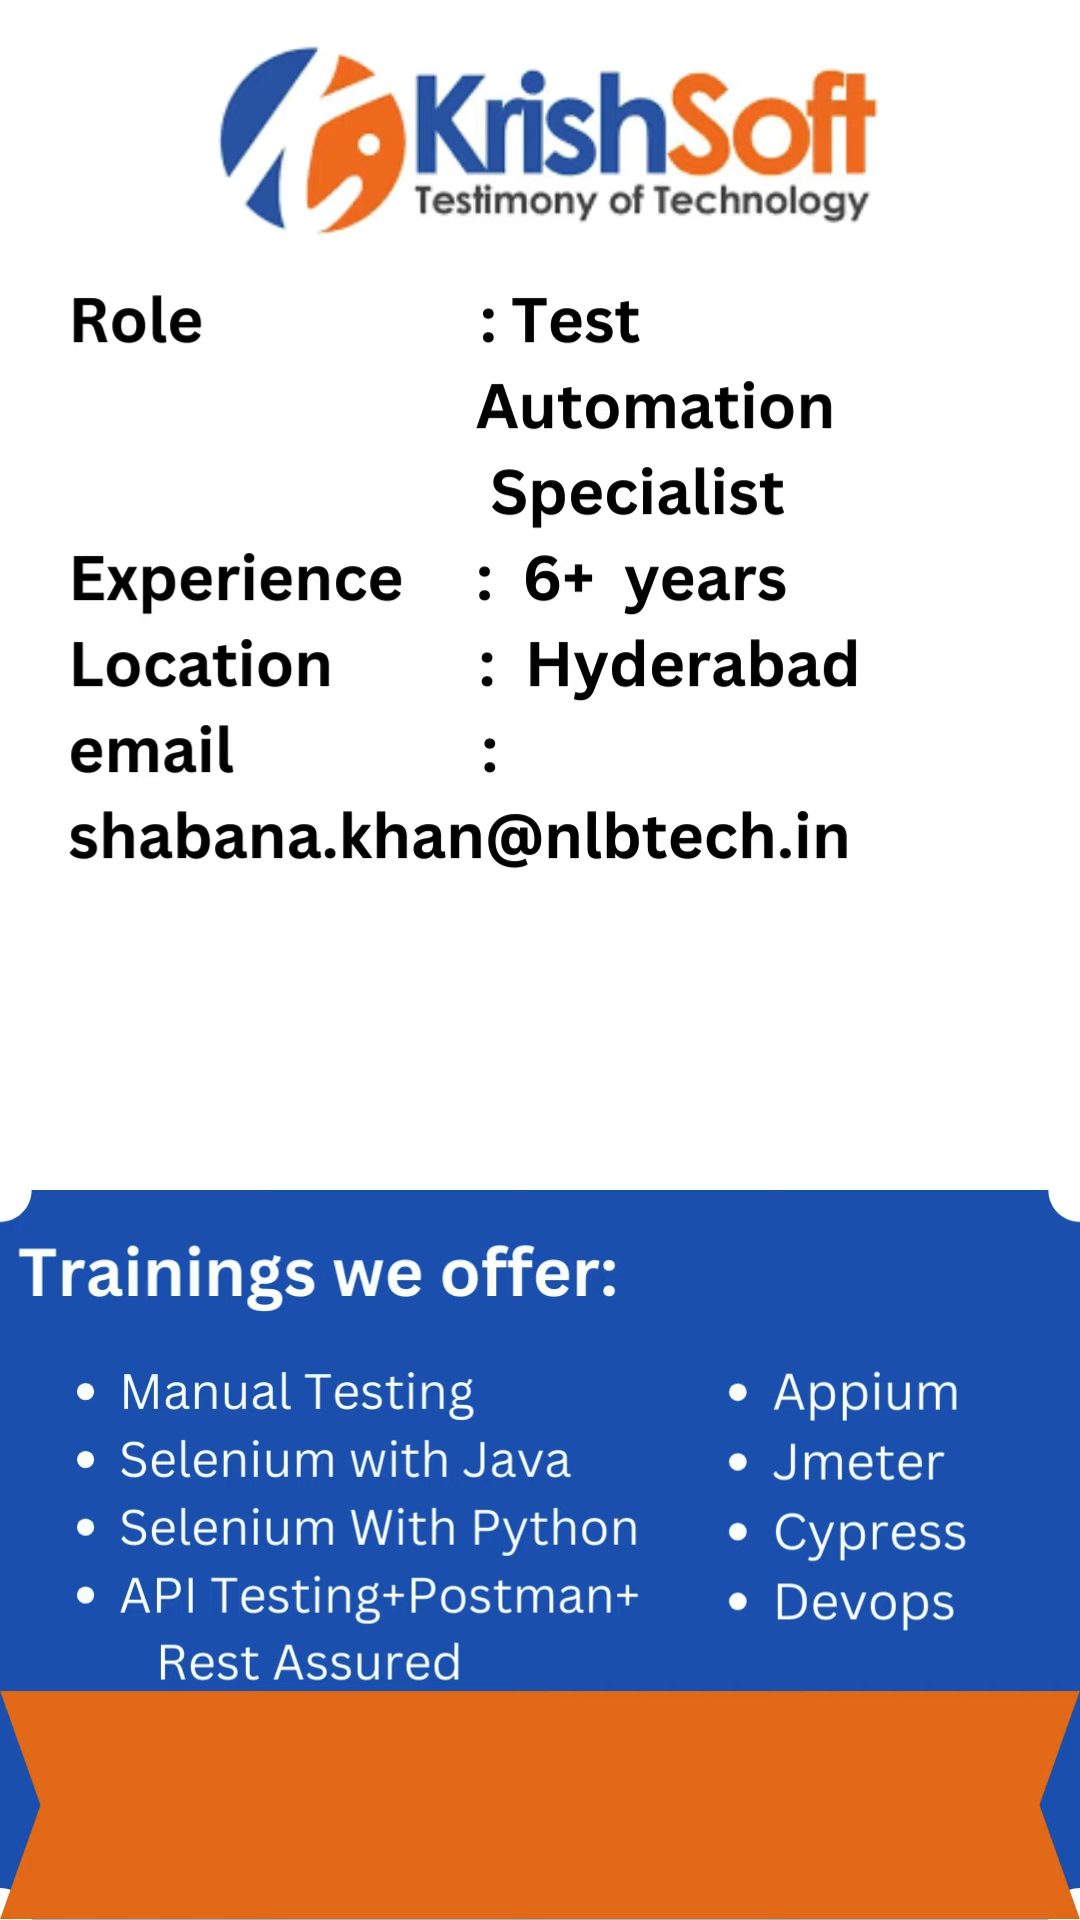 KrishSoft
Testimony of Technology
Role : Test
Automation
Specialist
Experience : 6+ years
Location : Hyderabad
email :
shabana.khan@nlbtech.in
Trainings we offer:
• Manual Testing
• Selenium with Java
• Selenium With Python
• API Testing+Postman+
Rest Assured
• Appium
• Jmeter
• Cypress
• Devops